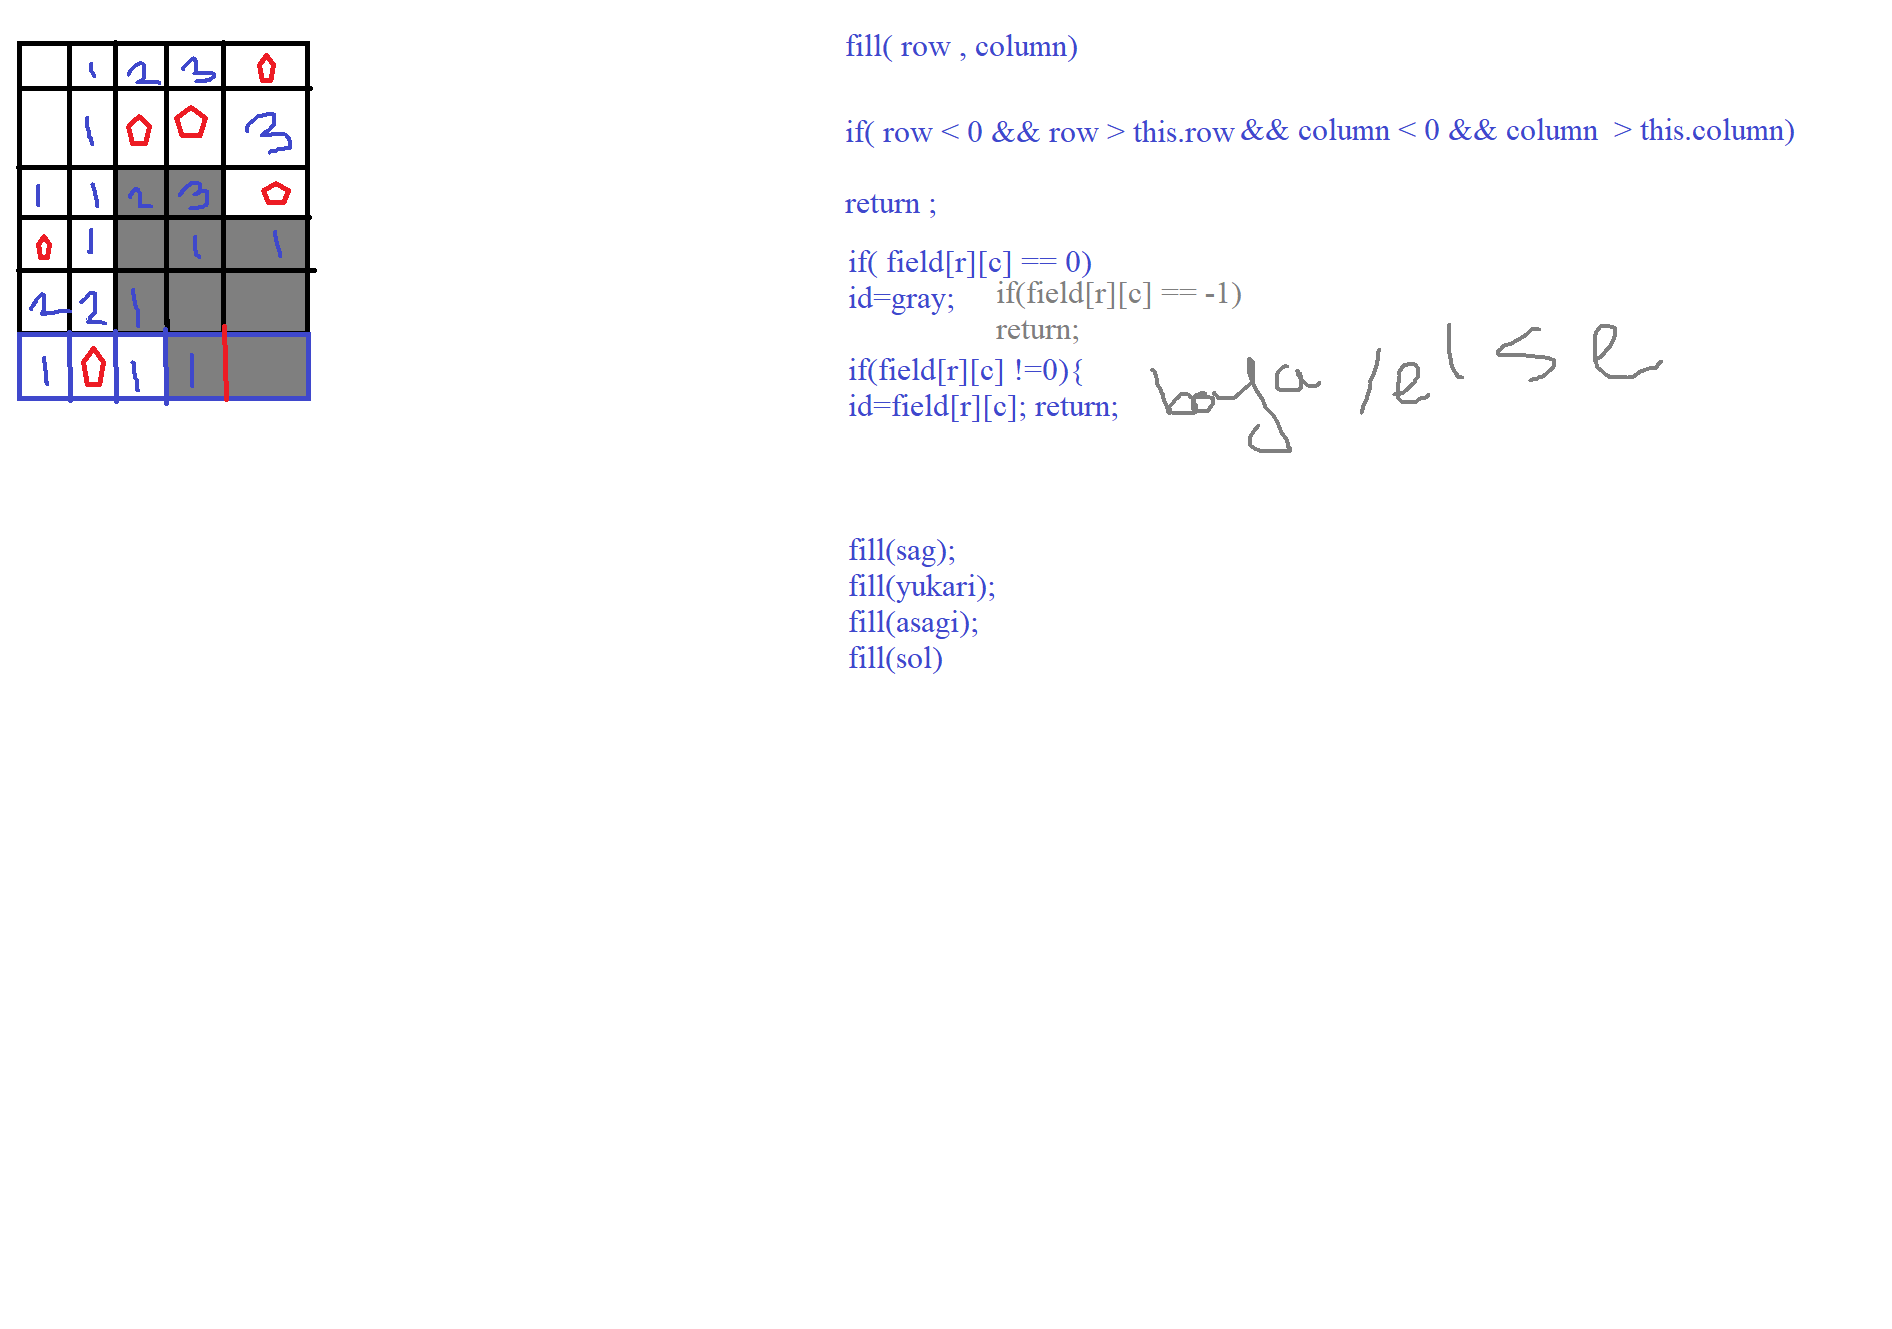 1 2 3
1 3
1 1 2 3
1 1 1
2 2 1
1 1 1
fill( row , column)
if( row < 0 && row > this.row && column < 0 && column > this.column)
return ;
if( field[r][c] == 0)
id=gray;
if(field[r][c] == -1)
return;
if(field[r][c] !=0){
id=field[r][c]; return;
boya /else
fill(sag);
fill(yukari);
fill(asagi);
fill(sol)